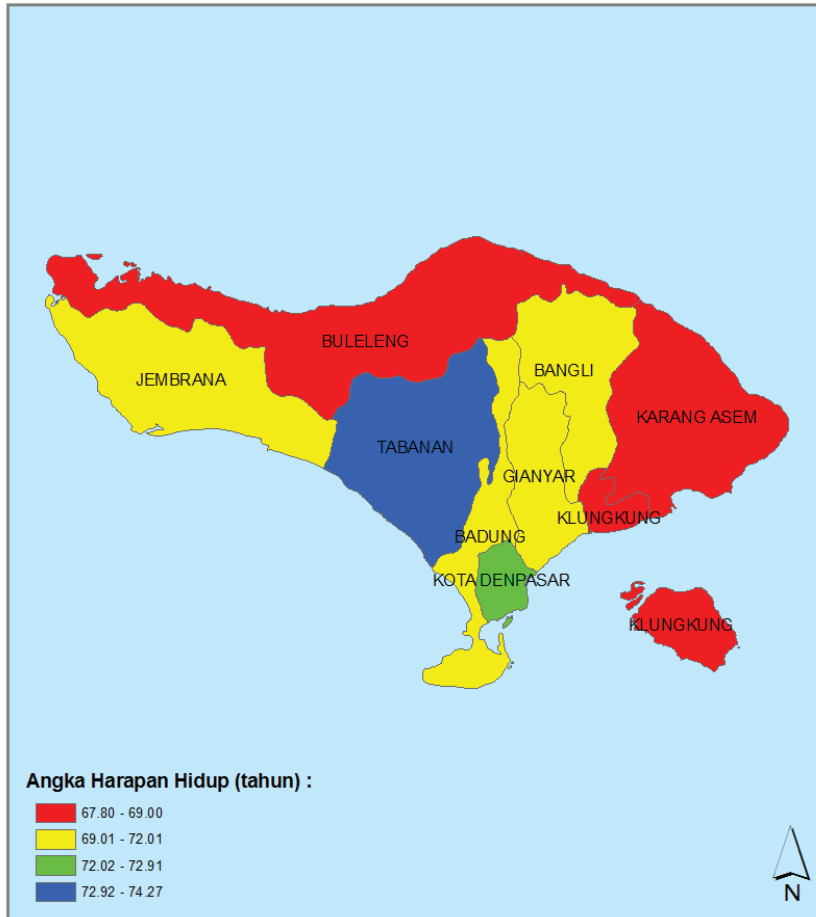 BULELENG
JEMBRANA
BANGLI
KARANG ASEM
TABANAN
GIANYAR
KLUNGKUNG
BADUNG
KOTA DENPASAR
KLUNGKUNG
Angka Harapan Hidup (tahun) :
67.80 - 69.00
69.01 - 72.01
72.02 - 72.91
72.92 - 74.27
N